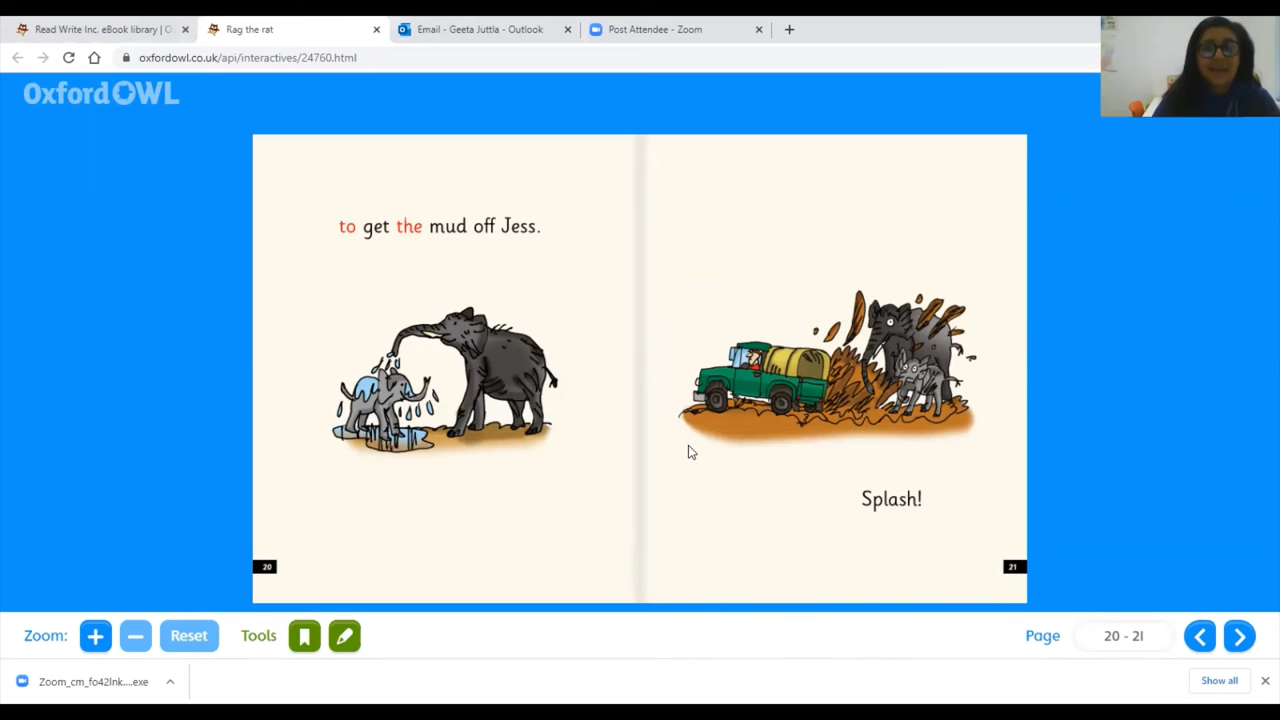 Read Write Inc. eBook library | O
Rag the rat
Email - Geeta Juttla - Outlook
Post Attendee - Zoom
oxfordowl.co.uk/api/interactives/24760.html
Oxford OWL
to get the mud off Jess.
Splash!
20
21
Zoom:
Reset
Tools
Page
20 - 21
Zoom_cm_fo42lnk....exe
Show all